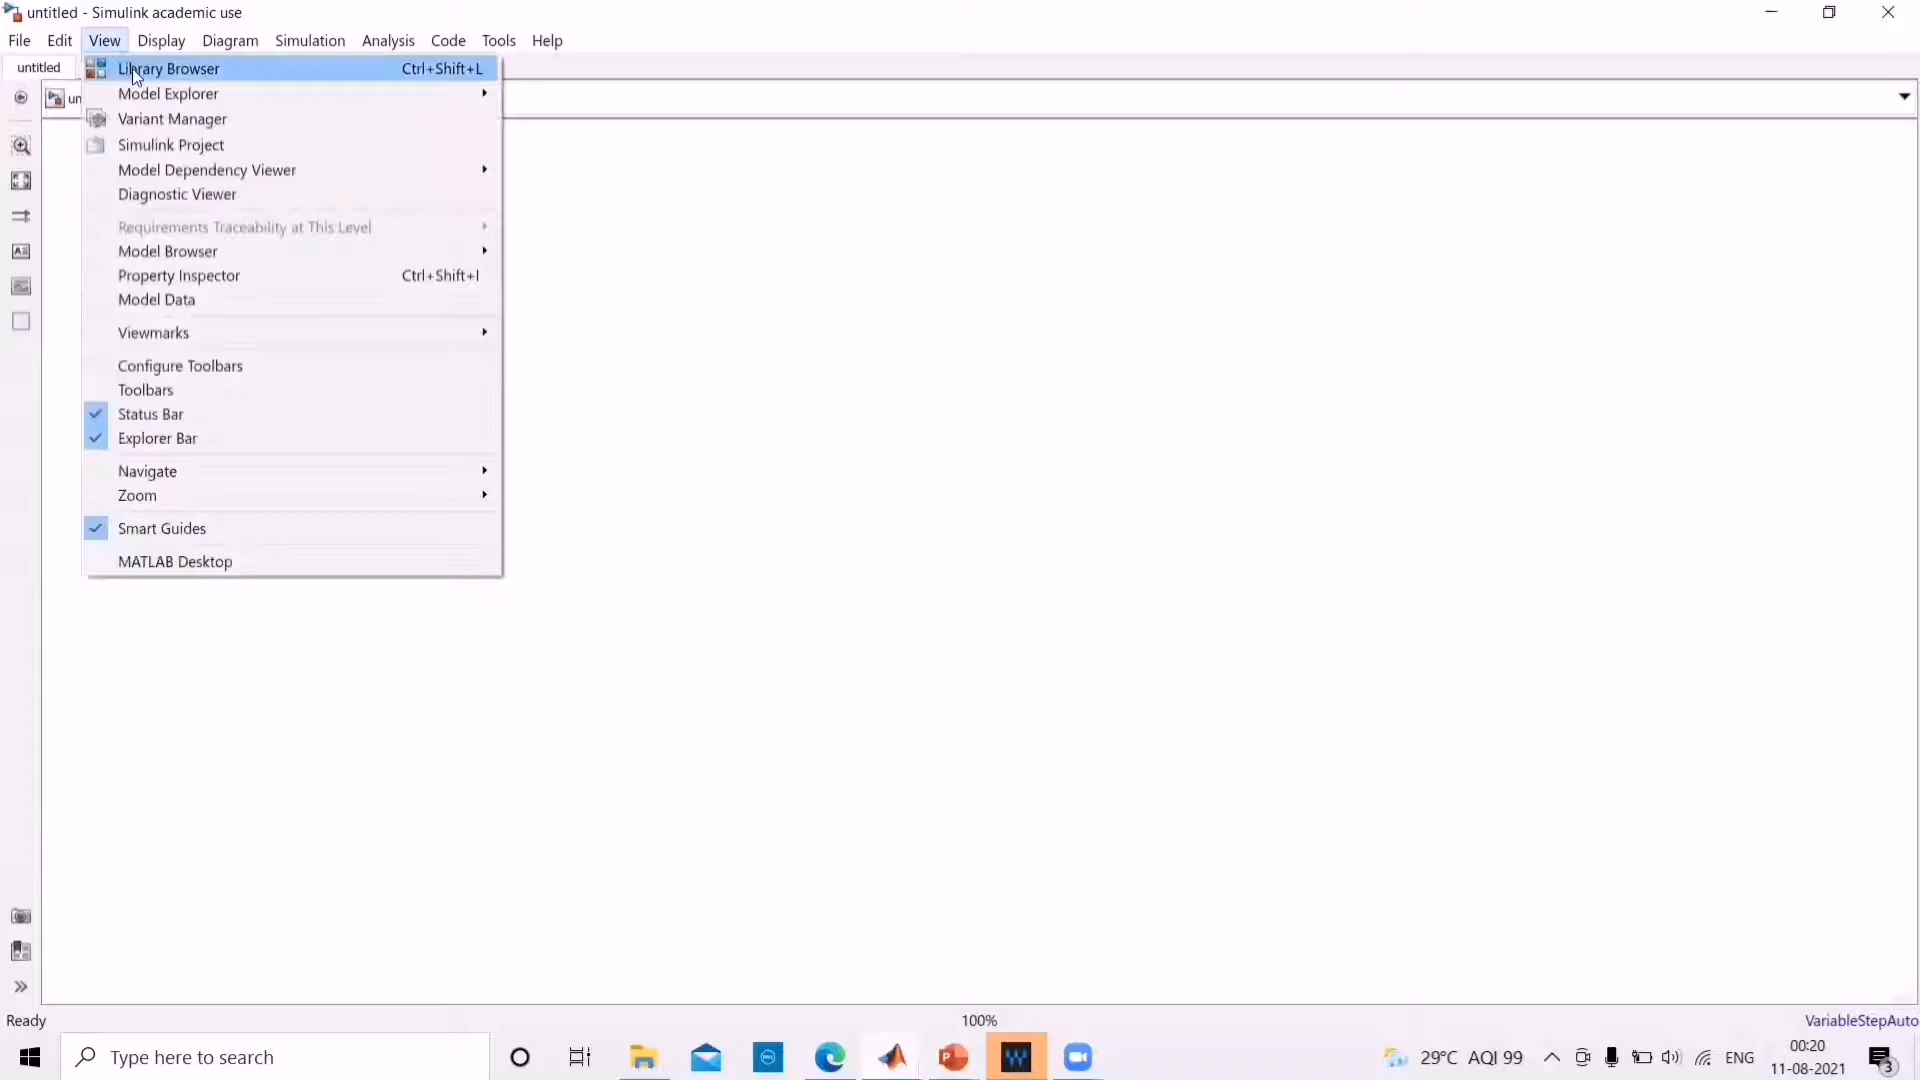 untitled - Simulink academic use
File Edit View Display Diagram Simulation Analysis Code Tools Help
untitled
un
Library Browser Ctrl+Shift+L
Model Explorer
Variant Manager
Simulink Project
Model Dependency Viewer
Diagnostic Viewer
Requirements Traceability at This Level
Model Browser
Property Inspector Ctrl+Shift+I
Model Data
Viewmarks
Configure Toolbars
Toolbars
Status Bar
Explorer Bar
Navigate
Zoom
Smart Guides
MATLAB Desktop
Ready 100% VariableStepAuto
Type here to search
29°C AQI 99 ENG
00:20
11-08-2021
3